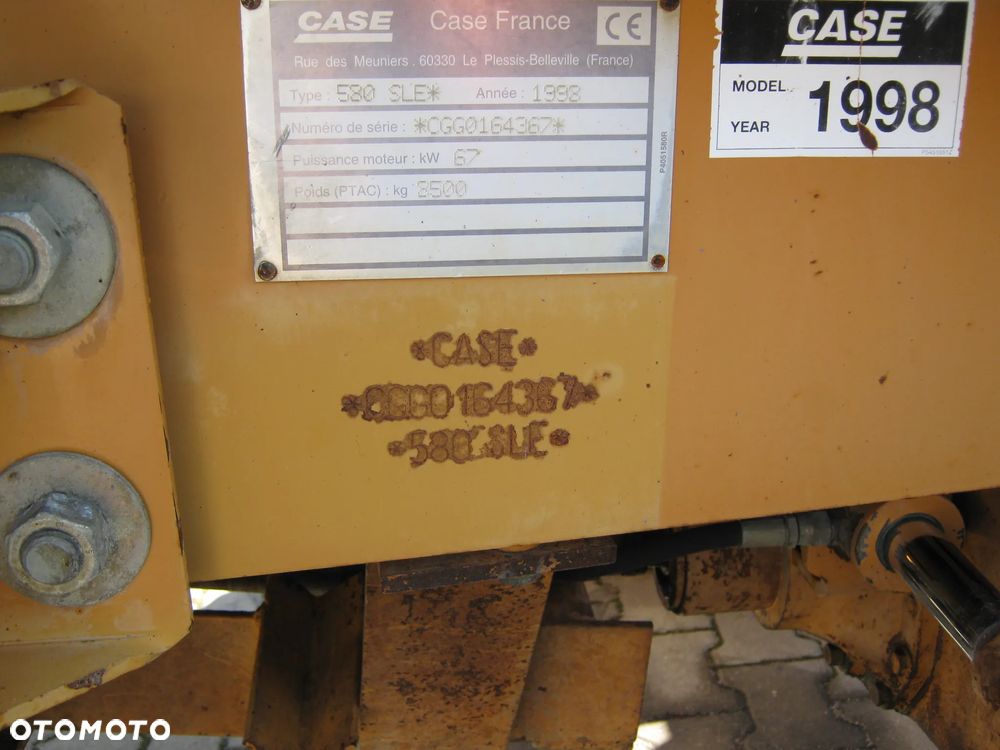 CASE Case France CE
Rue des Meuniers . 60330 Le Plessis-Belleville (France)
Type : 580 SLE* Année : 1998
Numéro de série : *CGG0164367*
Puissance moteur : kW 67
Poids (PTAC) : kg 8500
P4051580R
CASE
MODEL YEAR 1998
*CASE*
*CGG0164367*
*580 SLE*
OTOMOTO